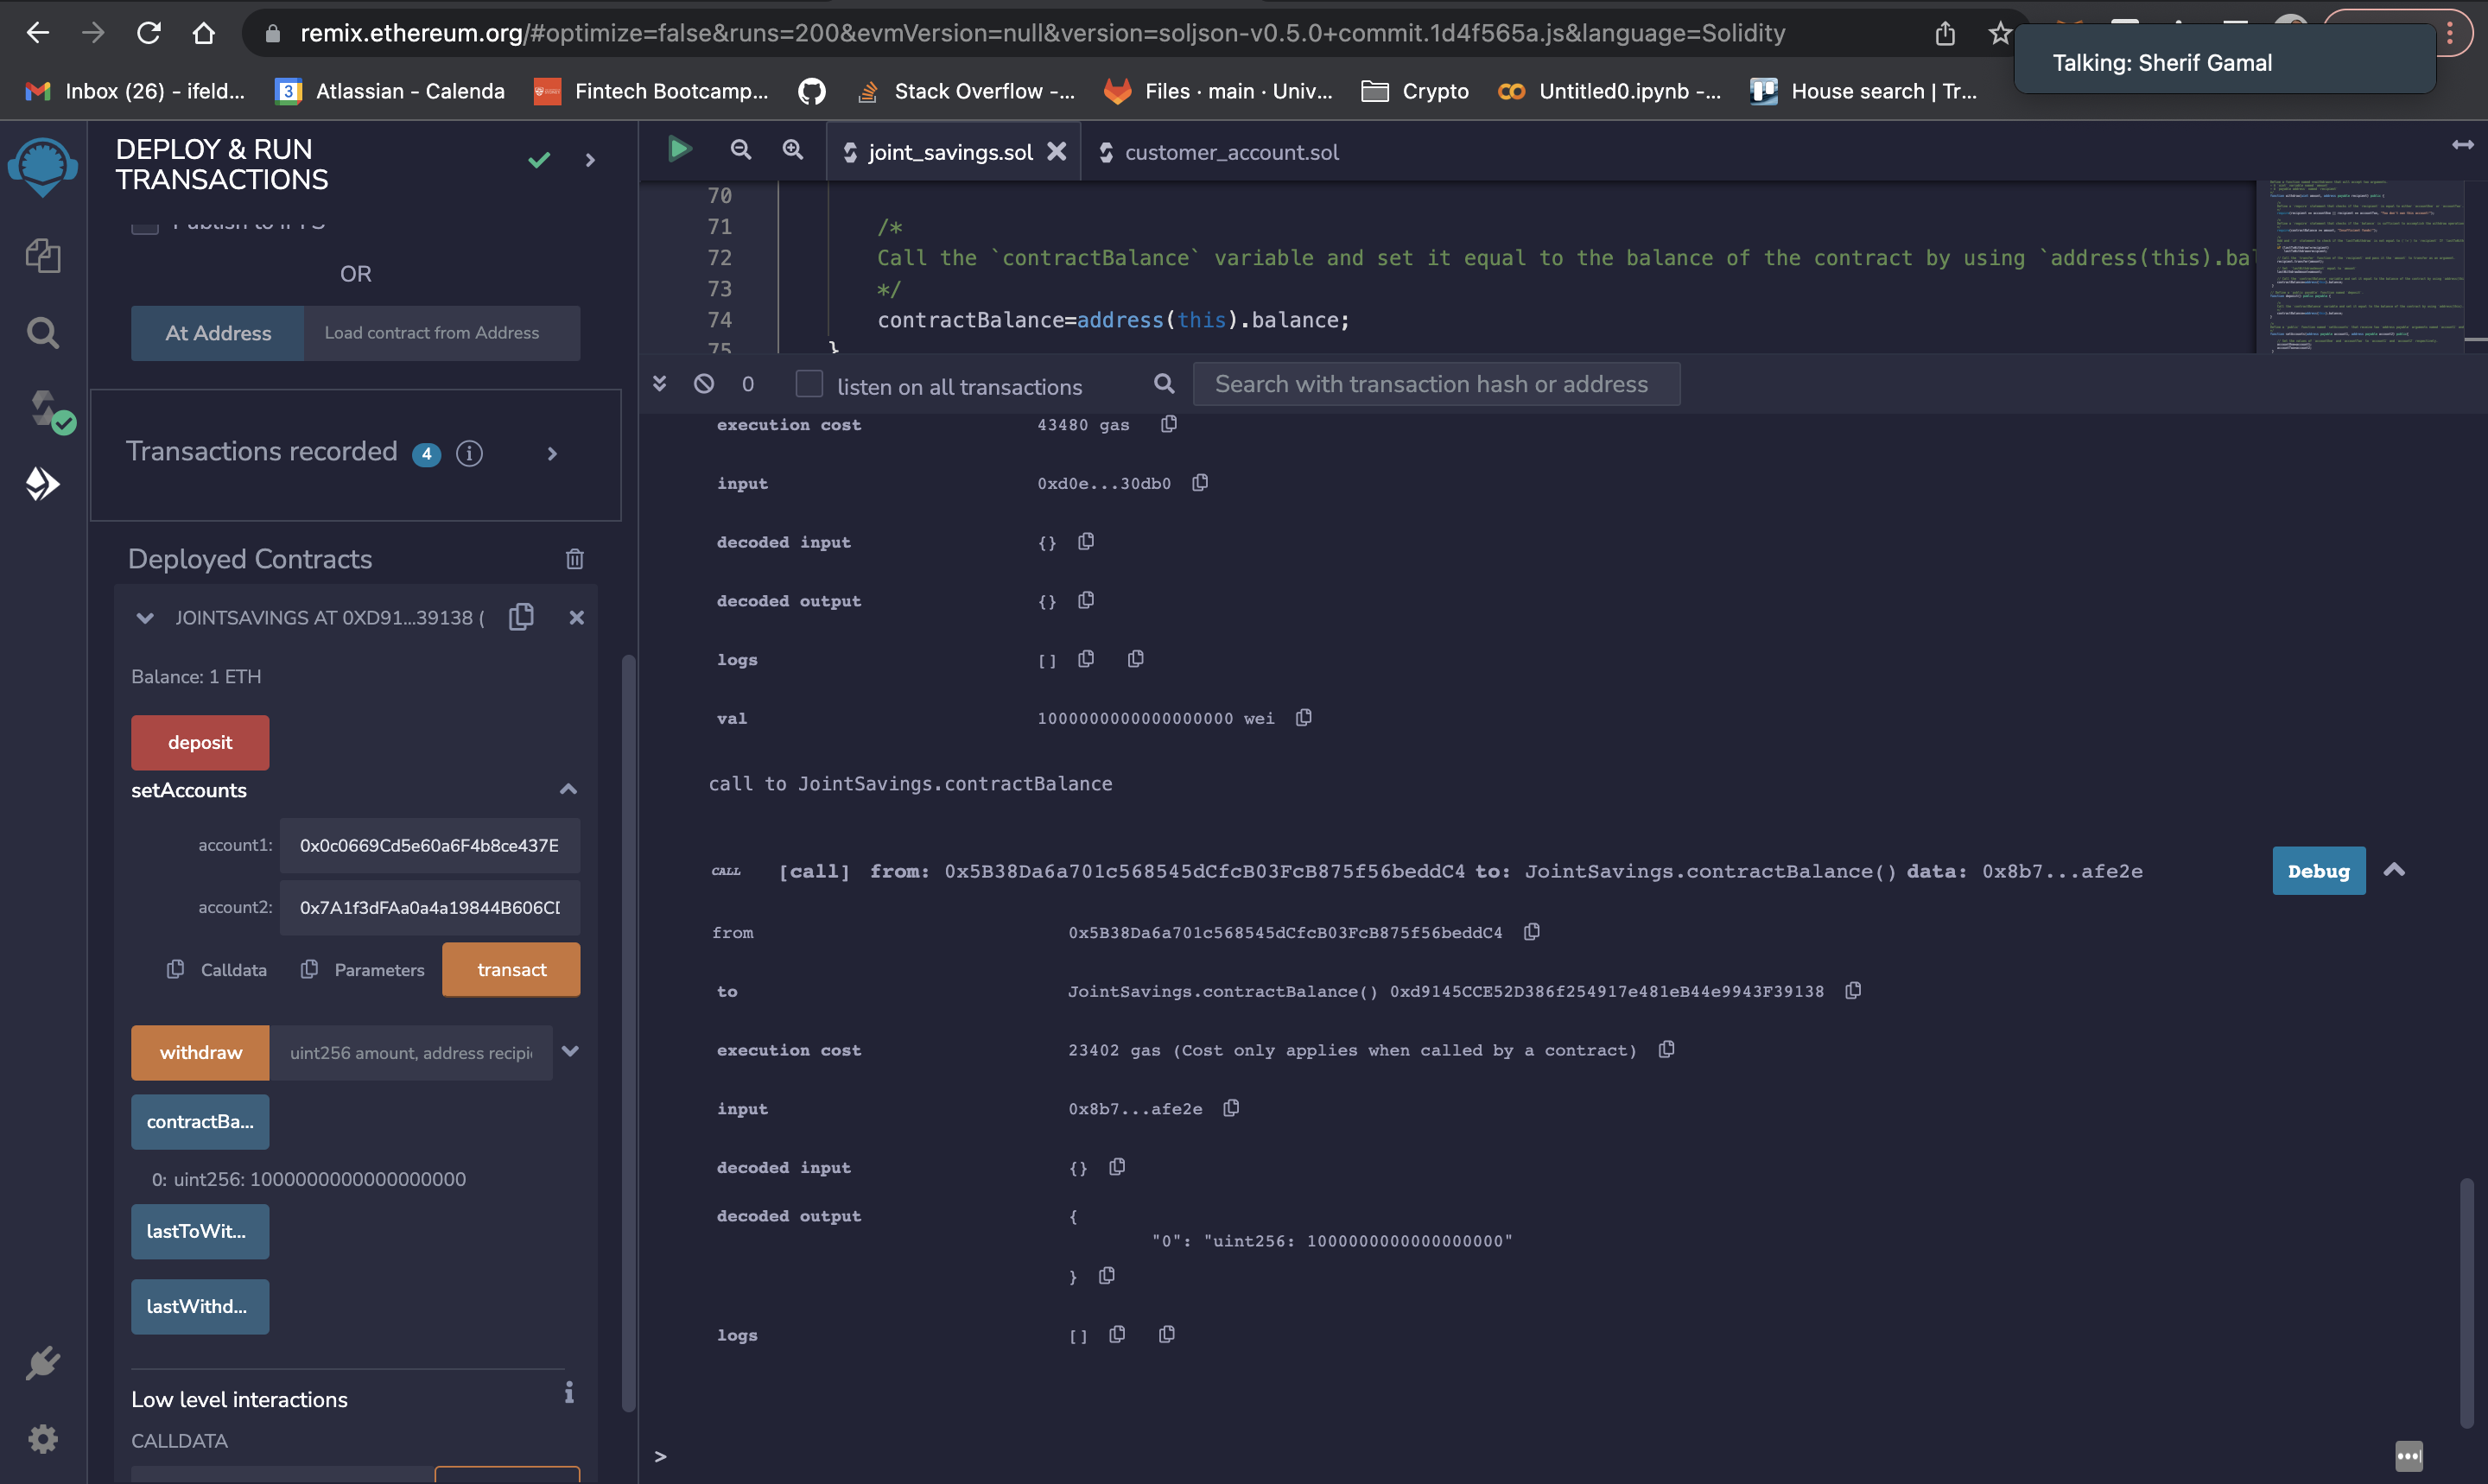 remix.ethereum.org/#optimize=false&runs=200&evmVersion=null&version=soljson-v0.5.0+commit.1d4f565a.js&language=Solidity
Talking: Sherif Gamal
Inbox (26) - ifeld...
3
Atlassian - Calenda
Fintech Bootcamp...
Stack Overflow -...
Files · main · Univ...
Crypto
Untitled0.ipynb -...
House search | Tr...
DEPLOY & RUN
TRANSACTIONS
Publish to IPFS
OR
At Address
Load contract from Address
Transactions recorded 4 i
Deployed Contracts
JOINTSAVINGS AT 0XD91...39138 (
Balance: 1 ETH
deposit
setAccounts
account1: 0x0c0669Cd5e60a6F4b8ce437E
account2:
Calldata Parameters transact
withdraw uint256 amount, address recipi
contractBa...
0: uint256: 1000000000000000000
lastToWit...
lastWithd...
Low level interactions
i
CALLDATA
joint_savings.sol
customer_account.sol
70
71 /*
72 Call the `contractBalance` variable and set it equal to the balance of the contract by using `address(this).bal
73 */
74 contractBalance=address(this).balance;
75 }
0
listen on all transactions
Search with transaction hash or address
execution cost 43480 gas
input 0xd0e...30db0
decoded input {}
decoded output {}
logs []
val 1000000000000000000 wei
call to JointSavings.contractBalance
CALL [call] from: 0x5B38Da6a701c568545dCfcB03FcB875f56beddC4 to: JointSavings.contractBalance() data: 0x8b7...afe2e
Debug
from 0x5B38Da6a701c568545dCfcB03FcB875f56beddC4
to JointSavings.contractBalance() 0xd9145CCE52D386f254917e481eB44e9943F39138
execution cost 23402 gas (Cost only applies when called by a contract)
input 0x8b7...afe2e
decoded input {}
decoded output {
"0": "uint256: 1000000000000000000"
}
logs []
>